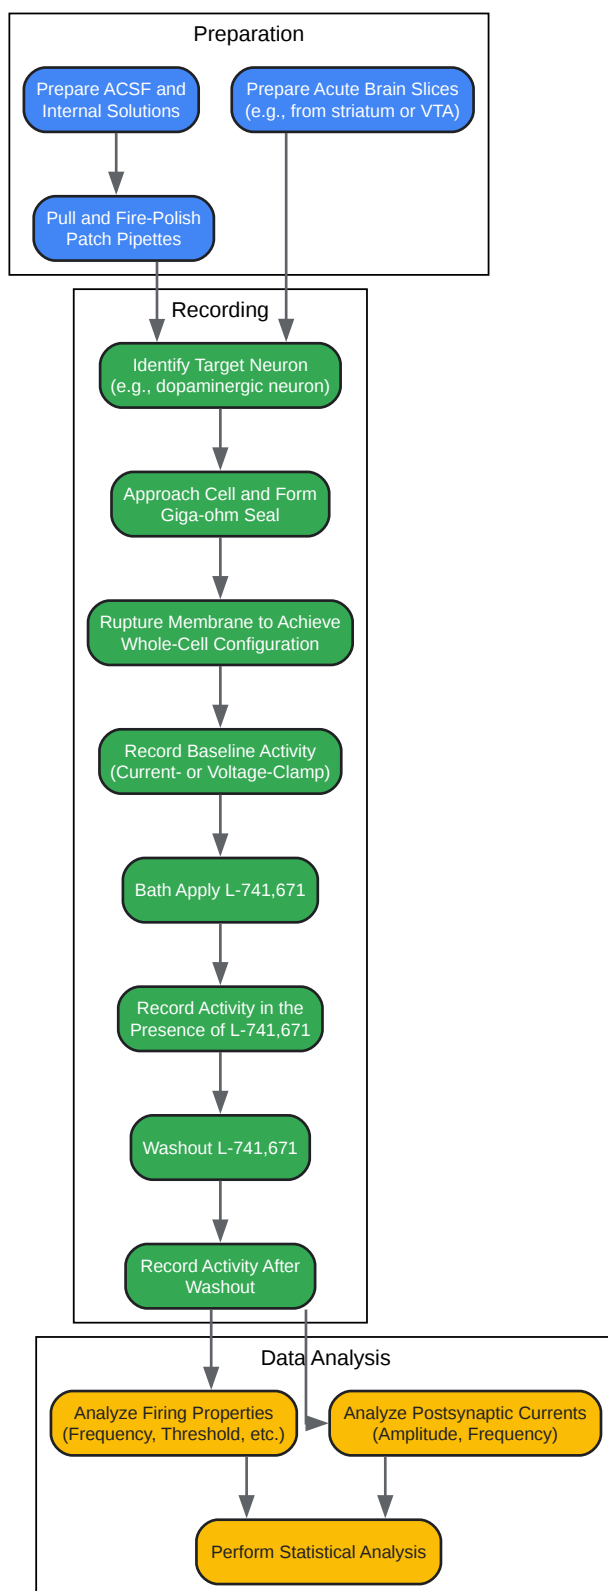 Preparation
Prepare ACSF and
Internal Solutions
Prepare Acute Brain Slices
(e.g., from striatum or VTA)
Pull and Fire-Polish
Patch Pipettes
Recording
Identify Target Neuron
(e.g., dopaminergic neuron)
Approach Cell and Form
Giga-ohm Seal
Rupture Membrane to Achieve
Whole-Cell Configuration
Record Baseline Activity
(Current- or Voltage-Clamp)
Bath Apply L-741,671
Record Activity in the
Presence of L-741,671
Washout L-741,671
Record Activity After
Washout
Data Analysis
Analyze Firing Properties
(Frequency, Threshold, etc.)
Analyze Postsynaptic Currents
(Amplitude, Frequency)
Perform Statistical Analysis